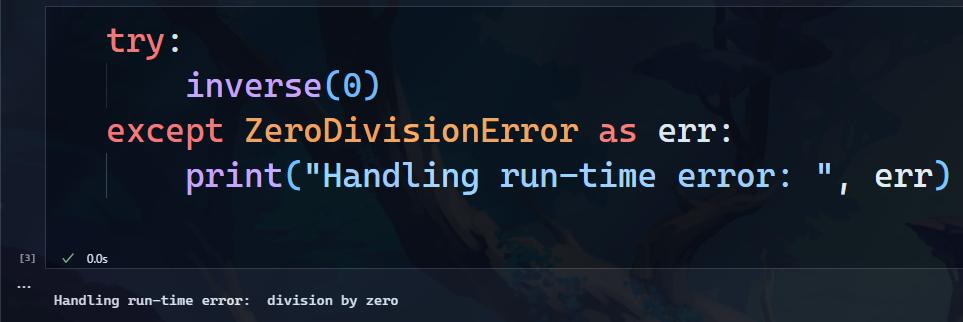 try:
    inverse(0)
except ZeroDivisionError as err:
    print("Handling run-time error: ", err)
[3] ✓ 0.0s
...
Handling run-time error:  division by zero